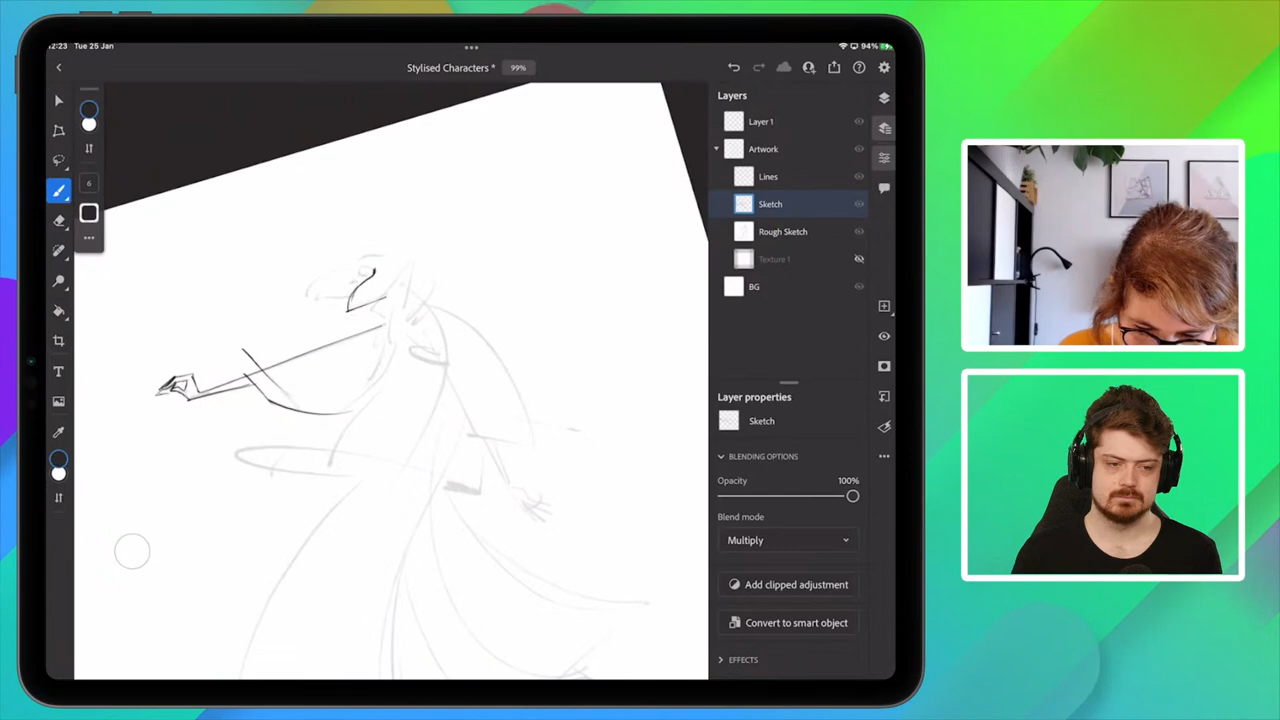 12:23 Tue 25 Jan
94%
Stylised Characters * 99%
Layers
Layer 1
Artwork
Lines
Sketch
Rough Sketch
Texture 1
BG
6
Layer properties
Sketch
BLENDING OPTIONS
Opacity 100%
Blend mode
Multiply
Add clipped adjustment
Convert to smart object
EFFECTS